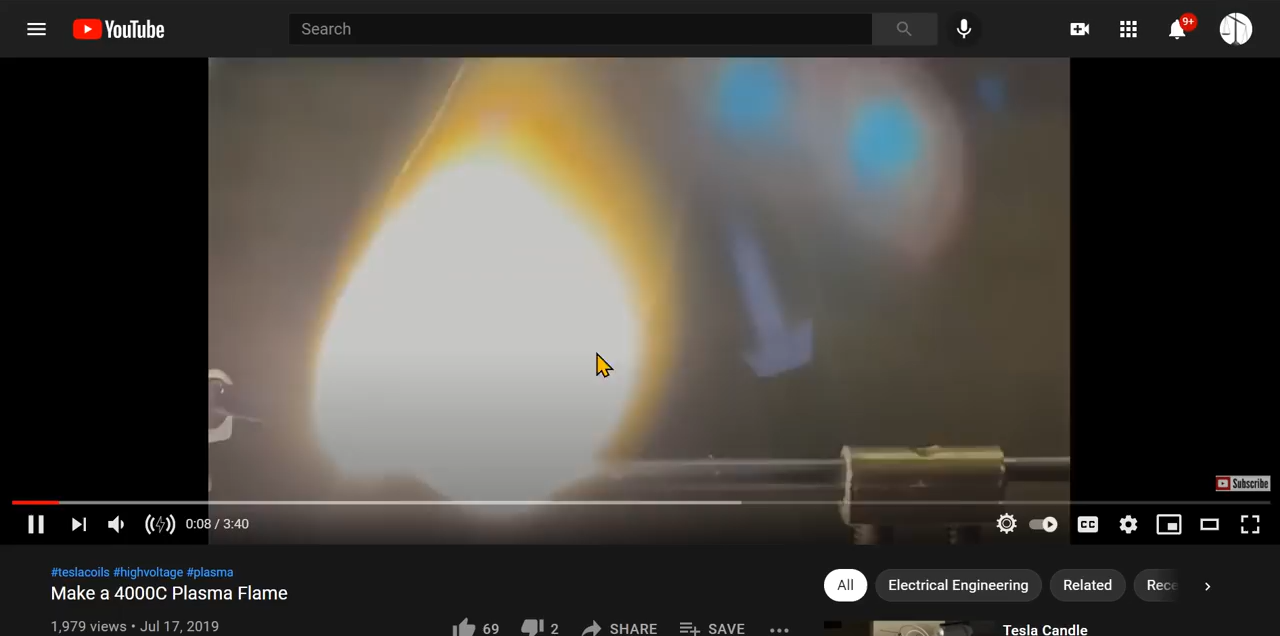 YouTube
Search
9+
Subscribe
0:08 / 3:40
CC
#teslacoils #highvoltage #plasma
Make a 4000C Plasma Flame
1,979 views • Jul 17, 2019
69
2
SHARE
SAVE
All
Electrical Engineering
Related
Rece
Tesla Candle